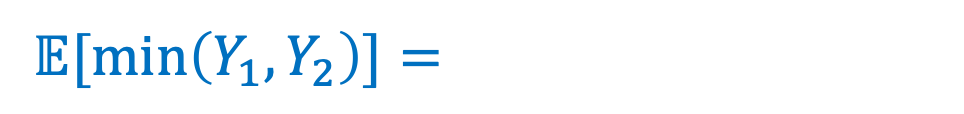 𝔼[min(Y₁, Y₂)] =